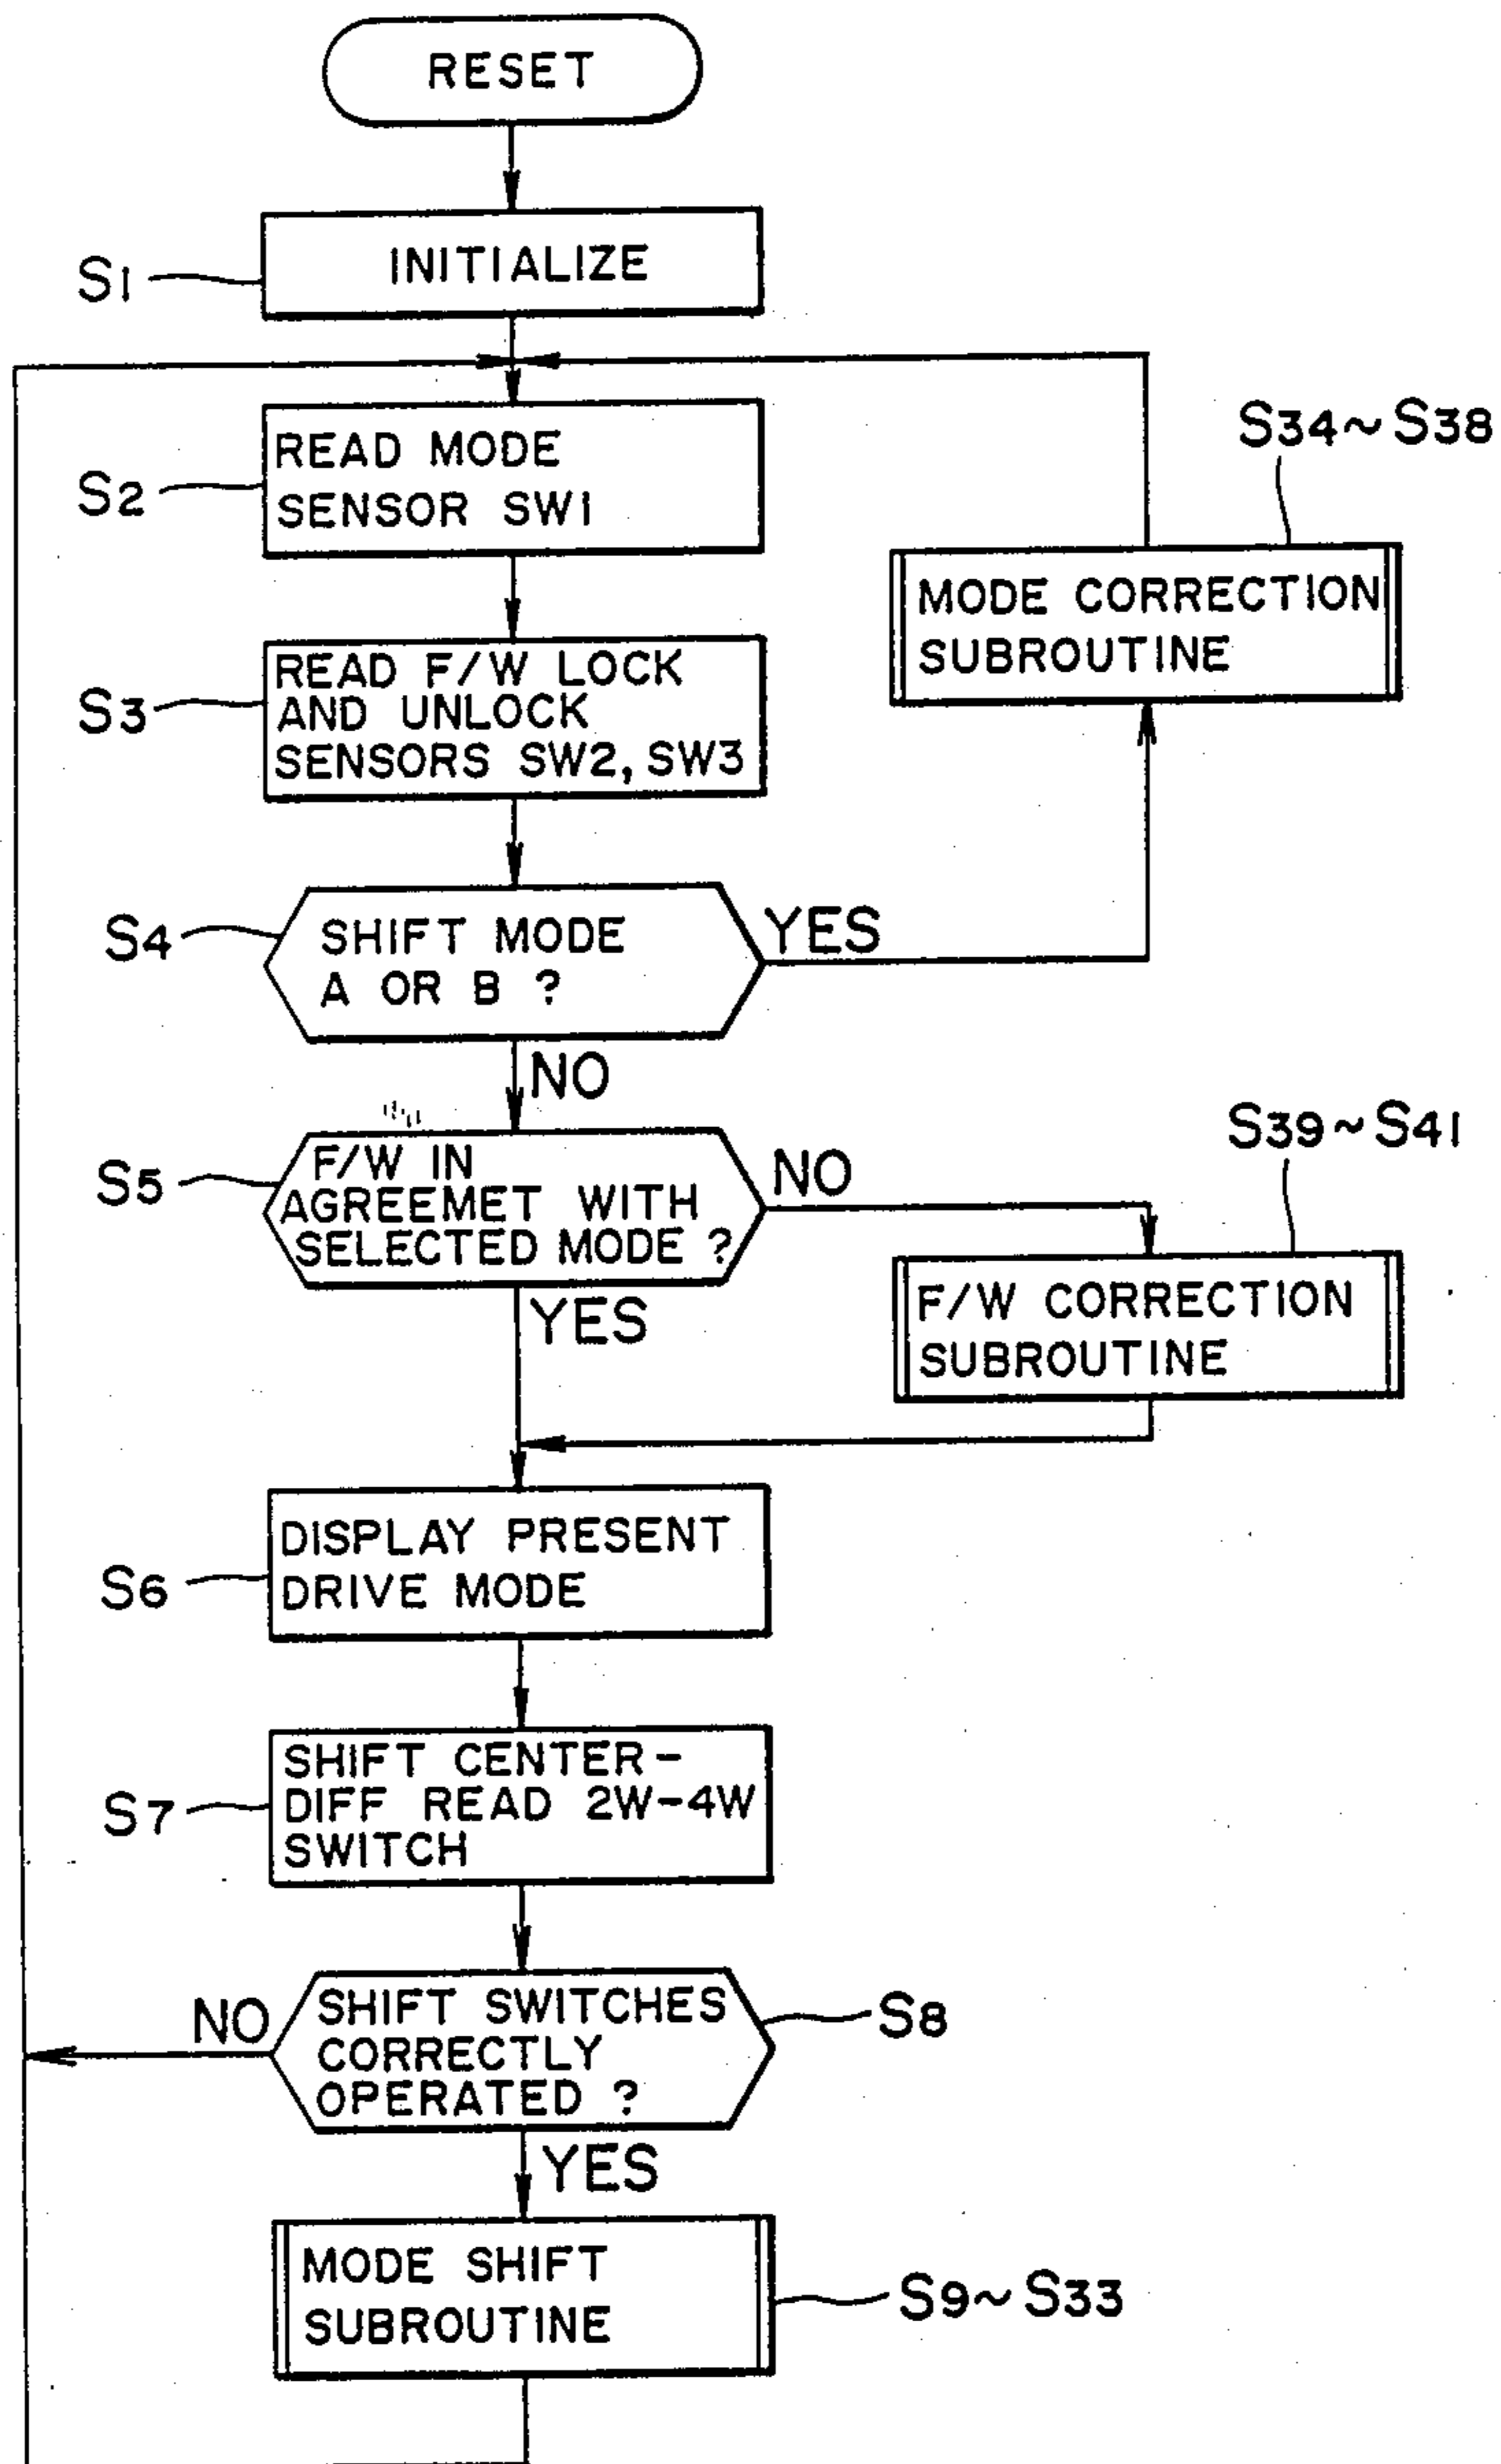 RESET
S1
INITIALIZE
S2
READ MODE
SENSOR SW1
S34~S38
MODE CORRECTION
SUBROUTINE
S3
READ F/W LOCK
AND UNLOCK
SENSORS SW2, SW3
S4
SHIFT MODE
A OR B ?
YES
NO
S5
F/W IN
AGREEMET WITH
SELECTED MODE ?
NO
S39~S41
YES
F/W CORRECTION
SUBROUTINE
S6
DISPLAY PRESENT
DRIVE MODE
S7
SHIFT CENTER-
DIFF READ 2W-4W
SWITCH
NO
SHIFT SWITCHES
CORRECTLY
OPERATED ?
S8
YES
MODE SHIFT
SUBROUTINE
S9~S33